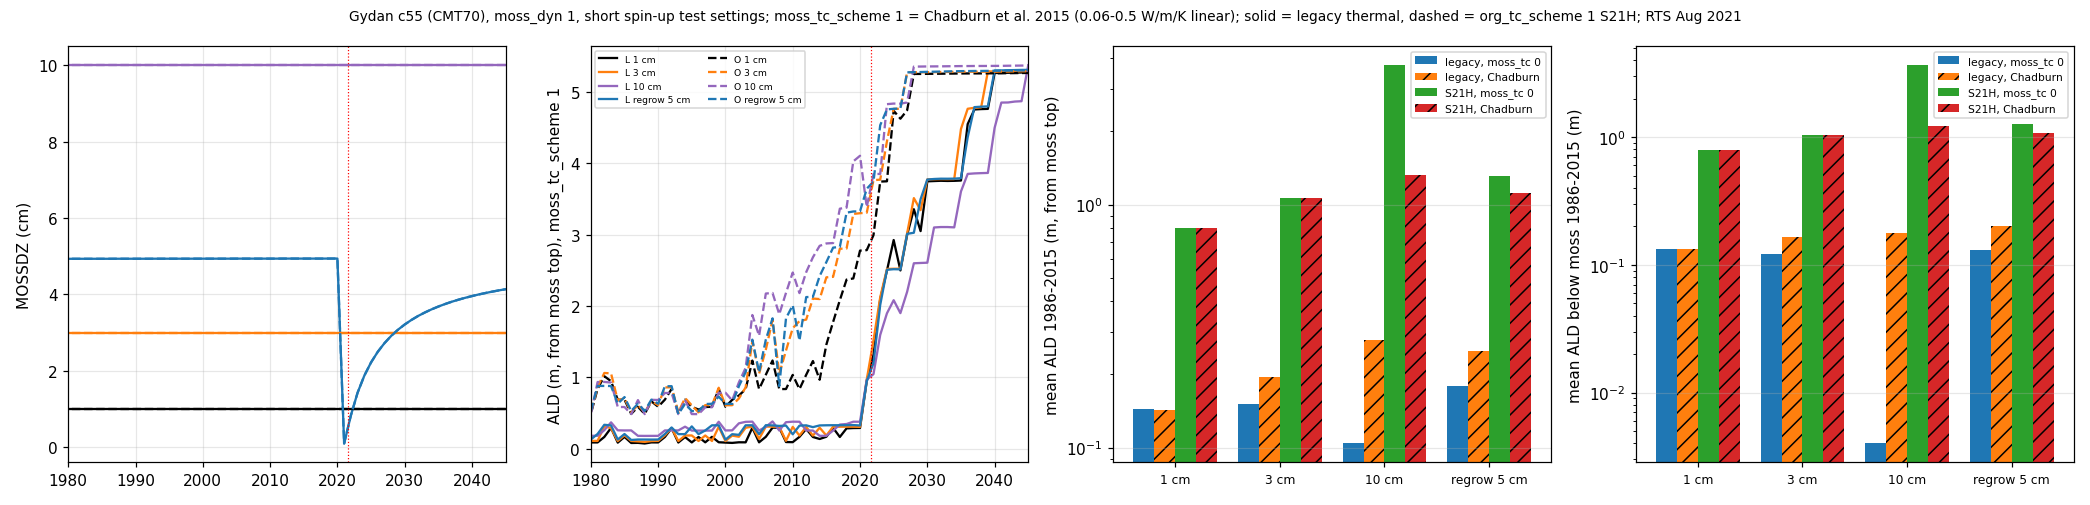 Gydan c55 (CMT70), moss_dyn 1, short spin-up test settings; moss_tc_scheme 1 = Chadburn et al. 2015 (0.06-0.5 W/m/K linear); solid = legacy thermal, dashed = org_tc_scheme 1 S21H; RTS Aug 2021
MOSSDZ (cm)
10
8
6
4
2
0
1980 1990 2000 2010 2020 2030 2040
ALD (m, from moss top), moss_tc_scheme 1
L 1 cm O 1 cm
L 3 cm O 3 cm
L 10 cm O 10 cm
L regrow 5 cm O regrow 5 cm
5
4
3
2
1
0
1980 1990 2000 2010 2020 2030 2040
mean ALD 1986-2015 (m, from moss top)
legacy, moss_tc 0
legacy, Chadburn
S21H, moss_tc 0
S21H, Chadburn
10⁰
10⁻¹
1 cm 3 cm 10 cm regrow 5 cm
mean ALD below moss 1986-2015 (m)
legacy, moss_tc 0
legacy, Chadburn
S21H, moss_tc 0
S21H, Chadburn
10⁰
10⁻¹
10⁻²
1 cm 3 cm 10 cm regrow 5 cm